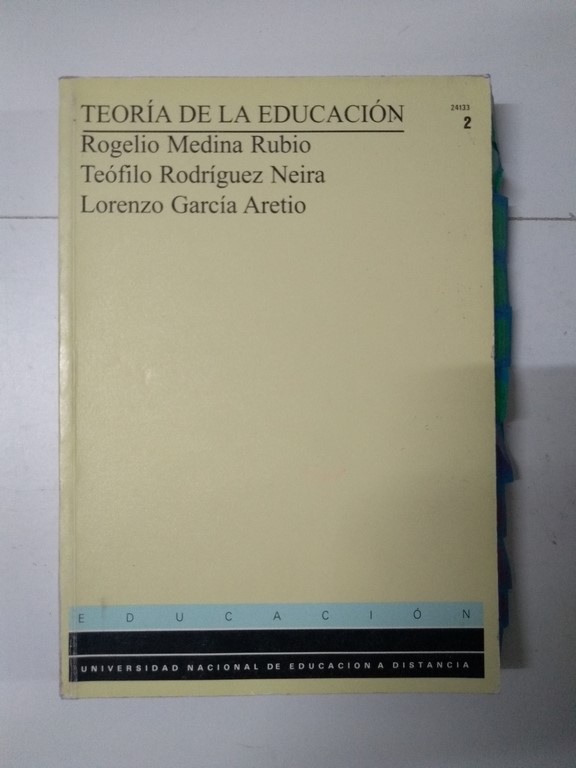 TEORÍA DE LA EDUCACIÓN
24133
2
Rogelio Medina Rubio
Teófilo Rodríguez Neira
Lorenzo García Aretio
EDUCACIÓN
UNIVERSIDAD NACIONAL DE EDUCACION A DISTANCIA